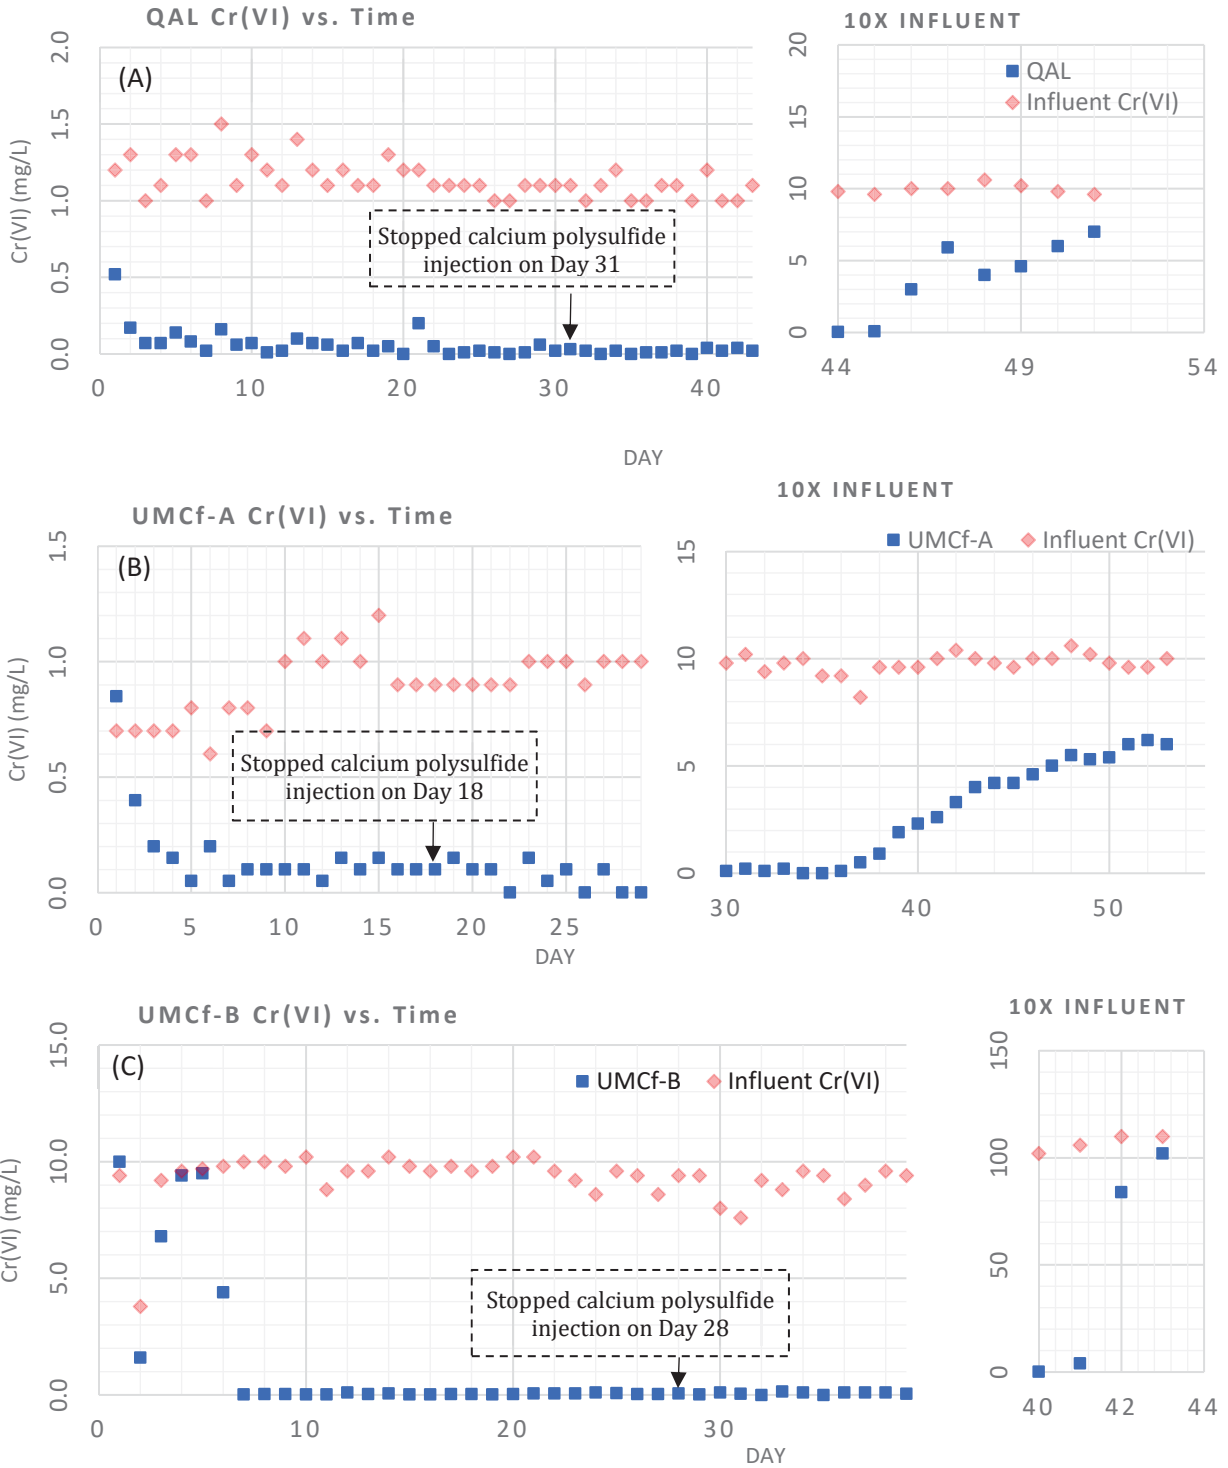 QAL Cr(VI) vs. Time
10X INFLUENT
(A)
Cr(VI) (mg/L)
2.0
1.5
1.0
0.5
0.0
Stopped calcium polysulfide
injection on Day 31
0 10 20 30 40
QAL
Influent Cr(VI)
20
15
10
5
0
44 49 54
DAY
UMCf-A Cr(VI) vs. Time
10X INFLUENT
(B)
Cr(VI) (mg/L)
1.5
1.0
0.5
0.0
Stopped calcium polysulfide
injection on Day 18
0 5 10 15 20 25
DAY
UMCf-A Influent Cr(VI)
15
10
5
0
30 40 50
UMCf-B Cr(VI) vs. Time
10X INFLUENT
(C)
Cr(VI) (mg/L)
15.0
10.0
5.0
0.0
UMCf-B Influent Cr(VI)
Stopped calcium polysulfide
injection on Day 28
0 10 20 30
DAY
150
100
50
0
40 42 44